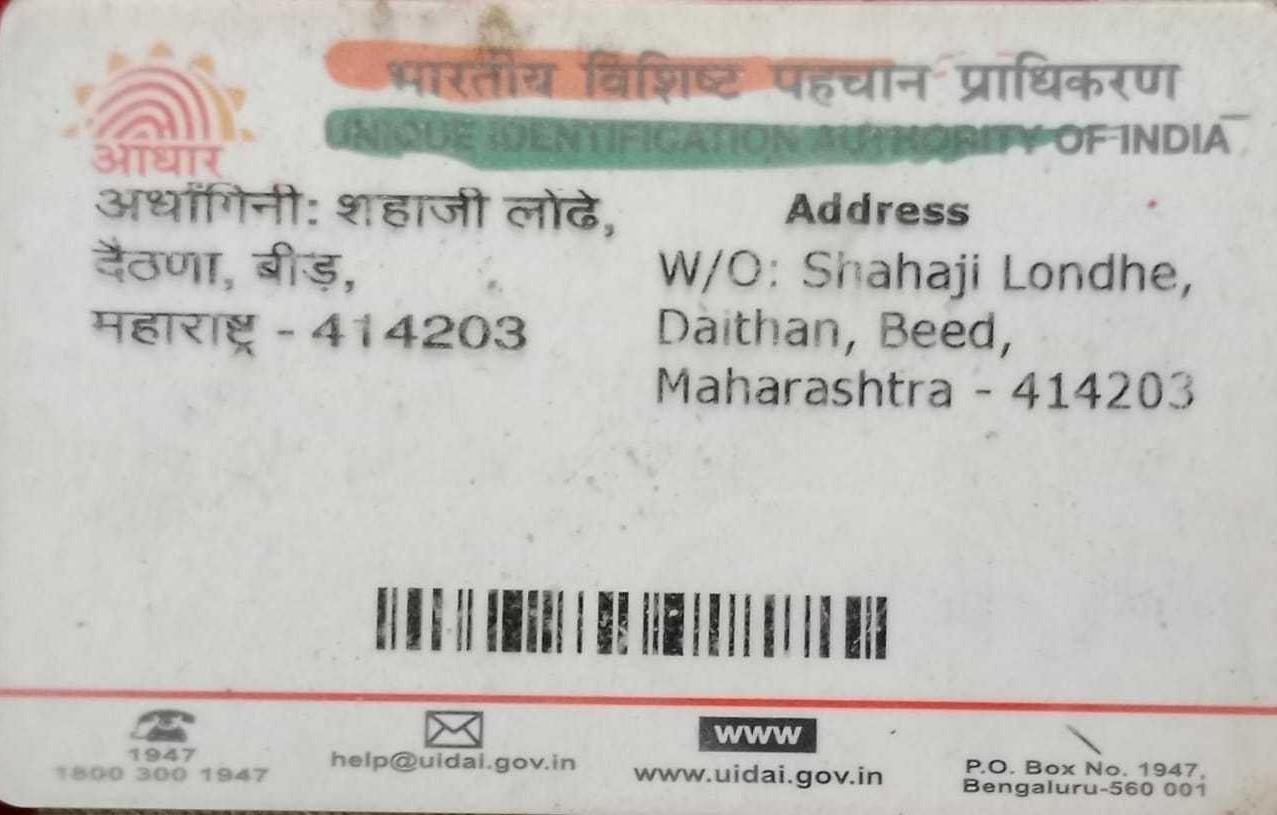 भारतीय विशिष्ट पहचान प्राधिकरण
UNIQUE IDENTIFICATION AUTHORITY OF INDIA
आधार
अर्धांगिनी: शहाजी लोंढे,
दैठणा, बीड़,
महाराष्ट्र - 414203
Address
W/O: Shahaji Londhe,
Daithan, Beed,
Maharashtra - 414203
1947
1800 300 1947
help@uidai.gov.in
WWW
www.uidai.gov.in
P.O. Box No. 1947,
Bengaluru-560 001